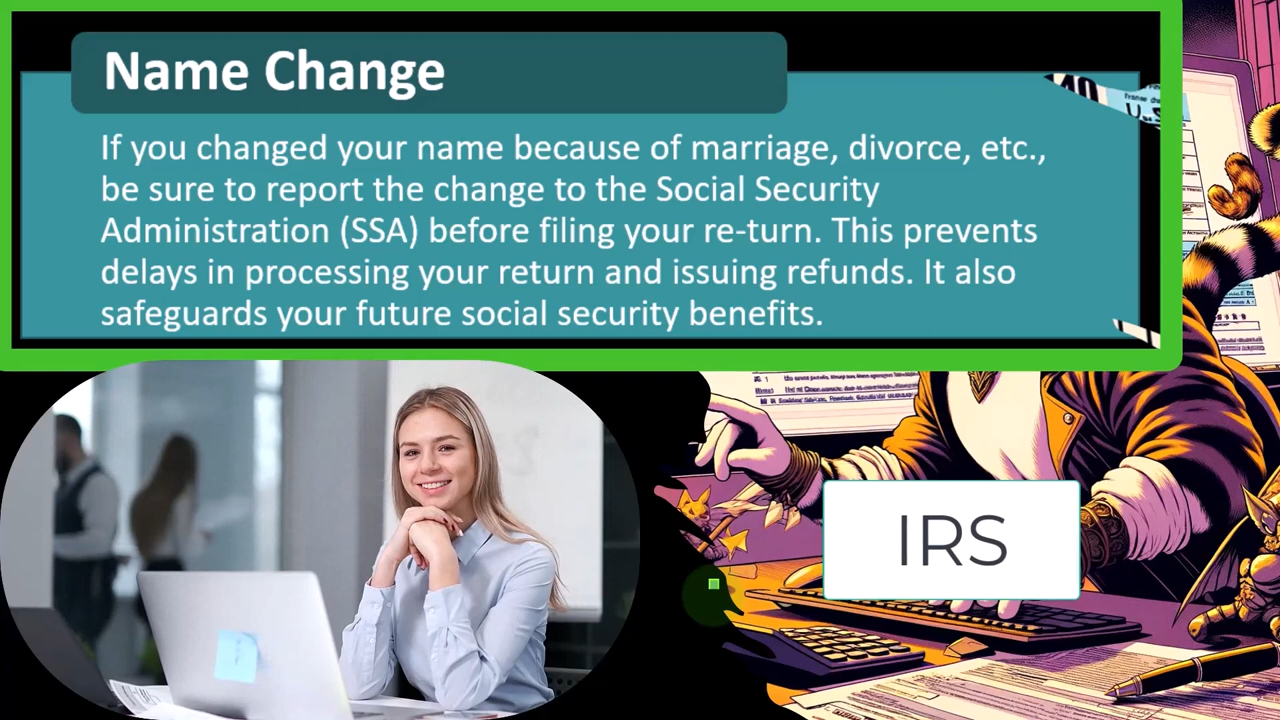 Name Change
If you changed your name because of marriage, divorce, etc.,
be sure to report the change to the Social Security
Administration (SSA) before filing your re-turn. This prevents
delays in processing your return and issuing refunds. It also
safeguards your future social security benefits.
IRS